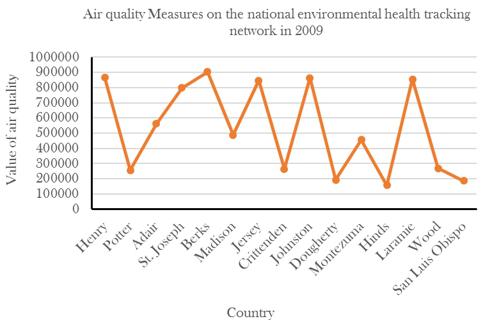 Air quality Measures on the national environmental health tracking
network in 2009
Value of air quality
1000000
900000
800000
700000
600000
500000
400000
300000
200000
100000
0
Henry
Potter
Adair
St. Joseph
Berks
Madison
Jersey
Crittenden
Johnston
Dougherty
Montezuma
Hinds
Laramie
Wood
San Luis Obispo
Country